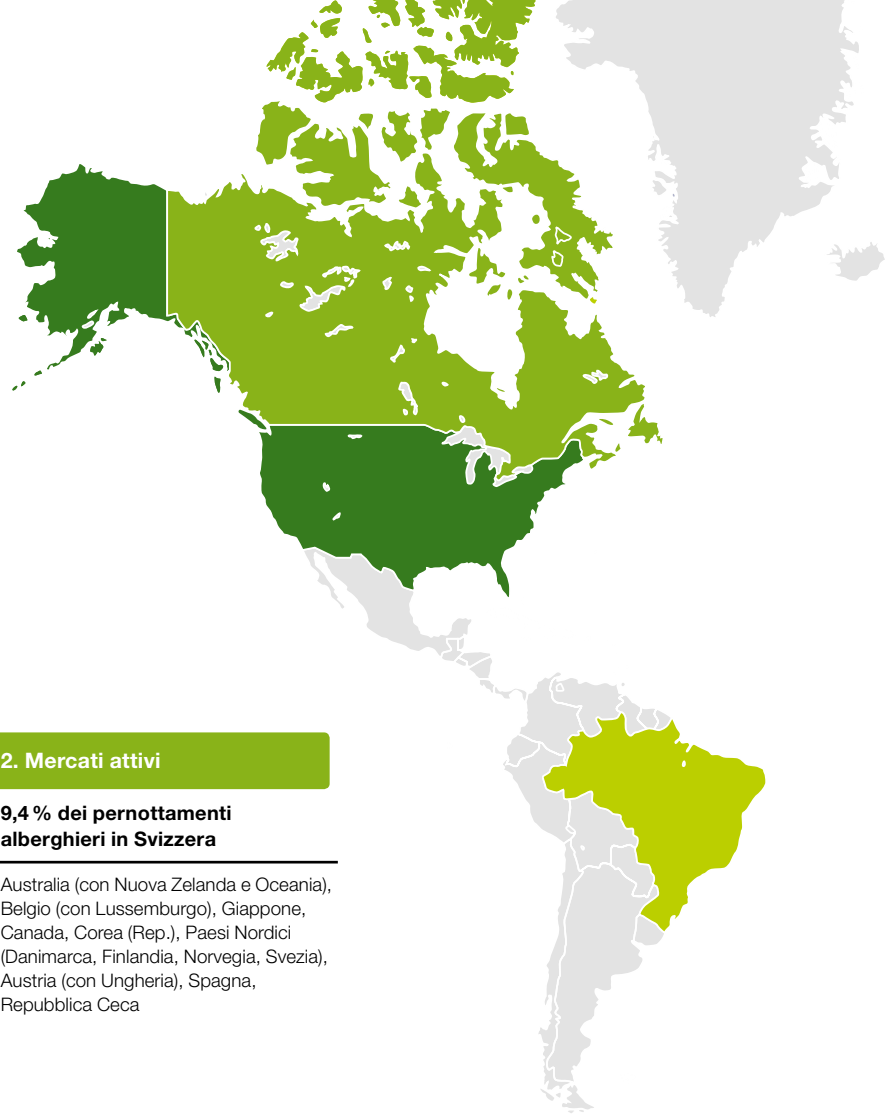 2. Mercati attivi
9,4 % dei pernottamenti
alberghieri in Svizzera
Australia (con Nuova Zelanda e Oceania),
Belgio (con Lussemburgo), Giappone,
Canada, Corea (Rep.), Paesi Nordici
(Danimarca, Finlandia, Norvegia, Svezia),
Austria (con Ungheria), Spagna,
Repubblica Ceca